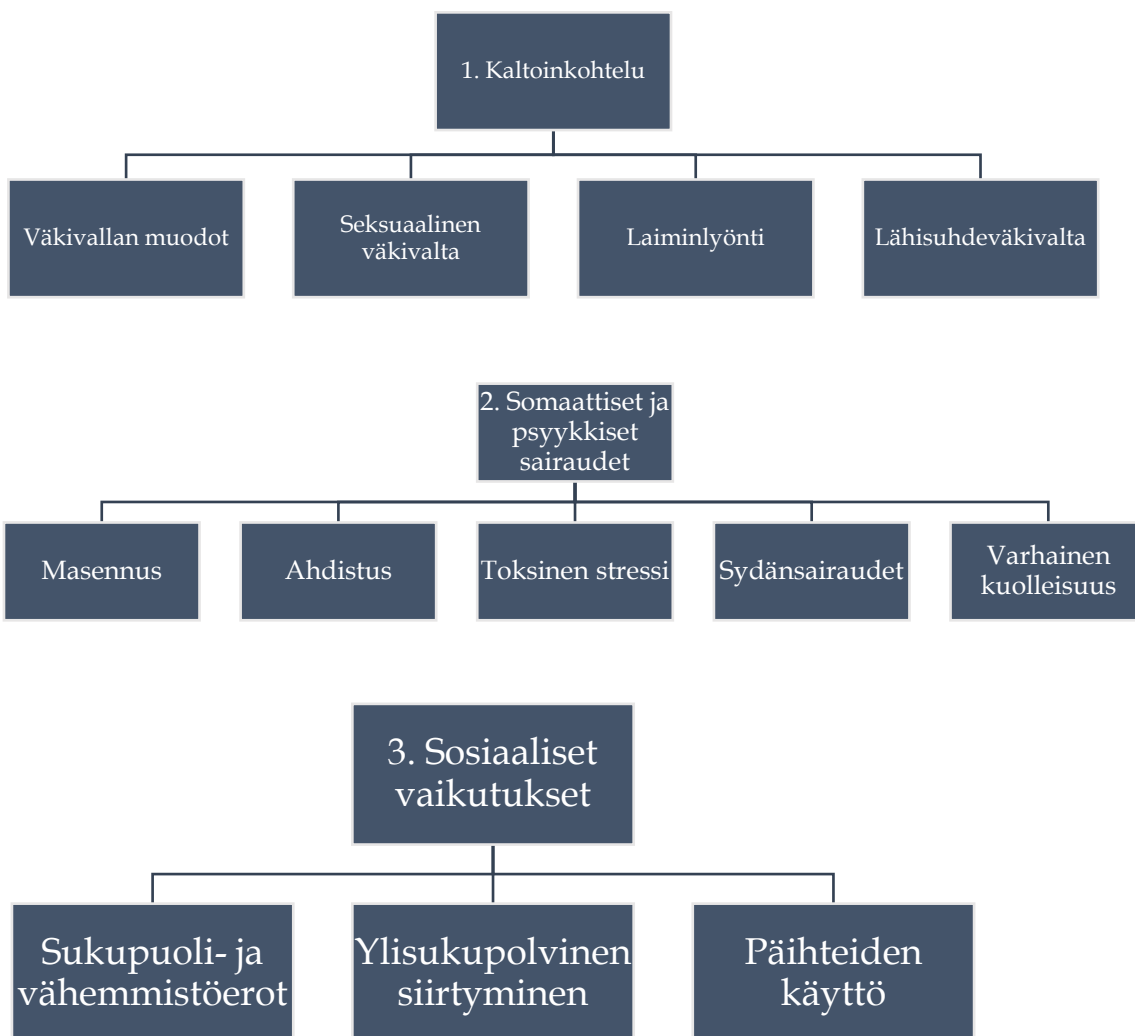 1. Kaltoinkohtelu
Väkivallan muodot
Seksuaalinen
väkivalta
Laiminlyönti
Lähisuhdeväkivalta
2. Somaattiset ja
psyykkiset
sairaudet
Masennus
Ahdistus
Toksinen stressi
Sydänsairaudet
Varhainen
kuolleisuus
3. Sosiaaliset
vaikutukset
Sukupuoli- ja
vähemmistöerot
Ylisukupolvinen
siirtyminen
Päihteiden
käyttö